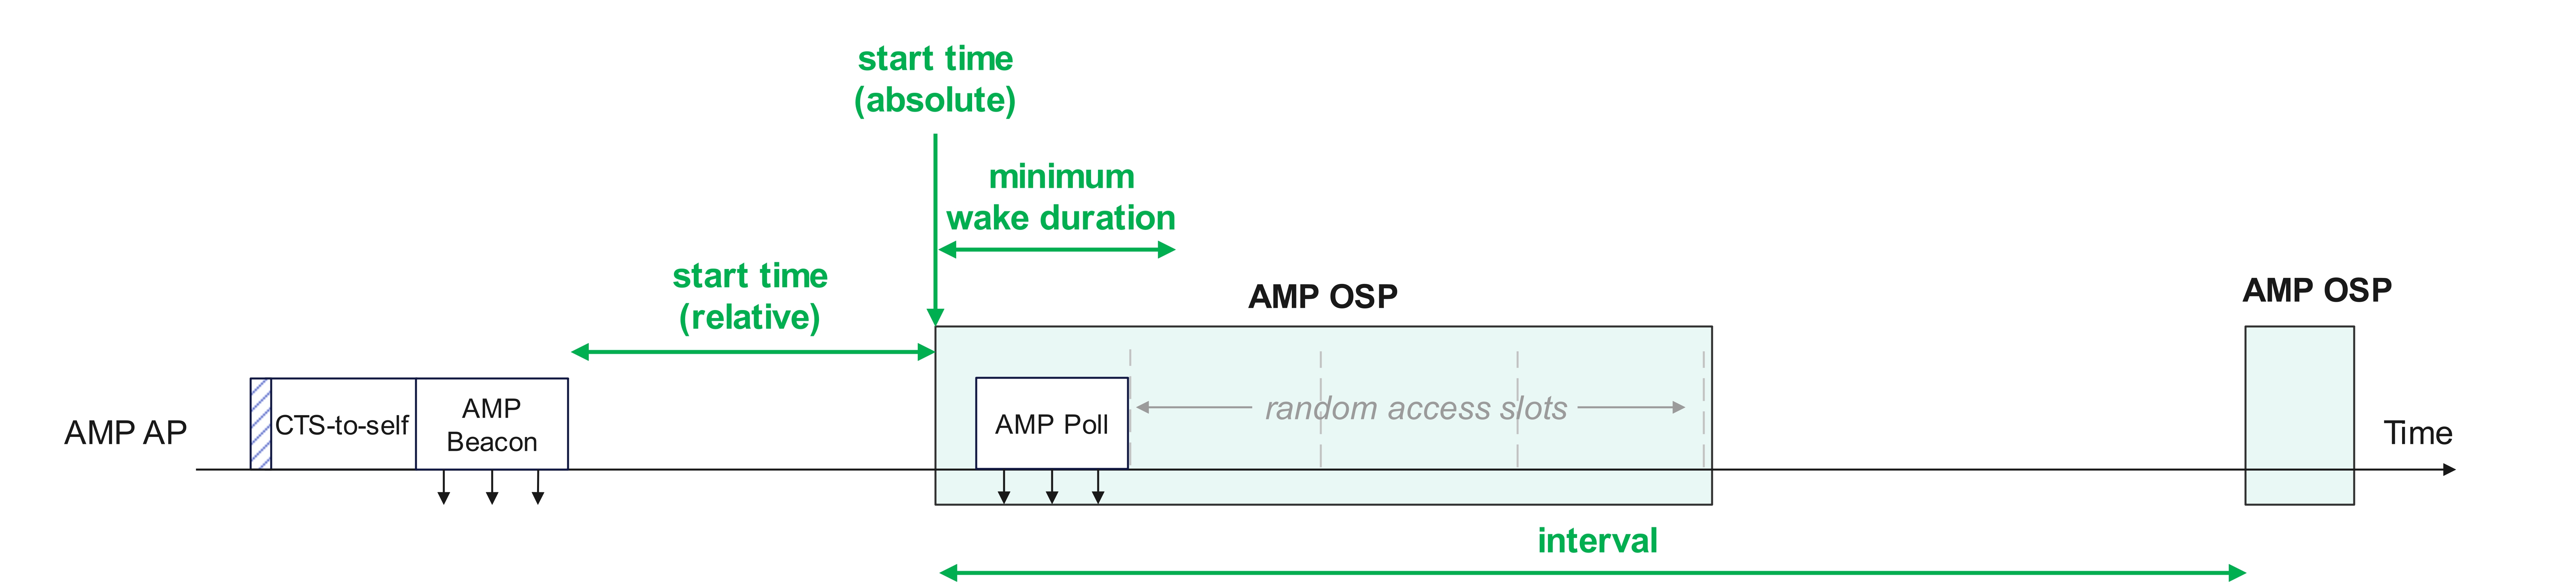 start time
(absolute)
minimum
wake duration
start time
(relative)
AMP OSP
AMP OSP
AMP AP
CTS-to-self
AMP
Beacon
AMP Poll
random access slots
Time
interval